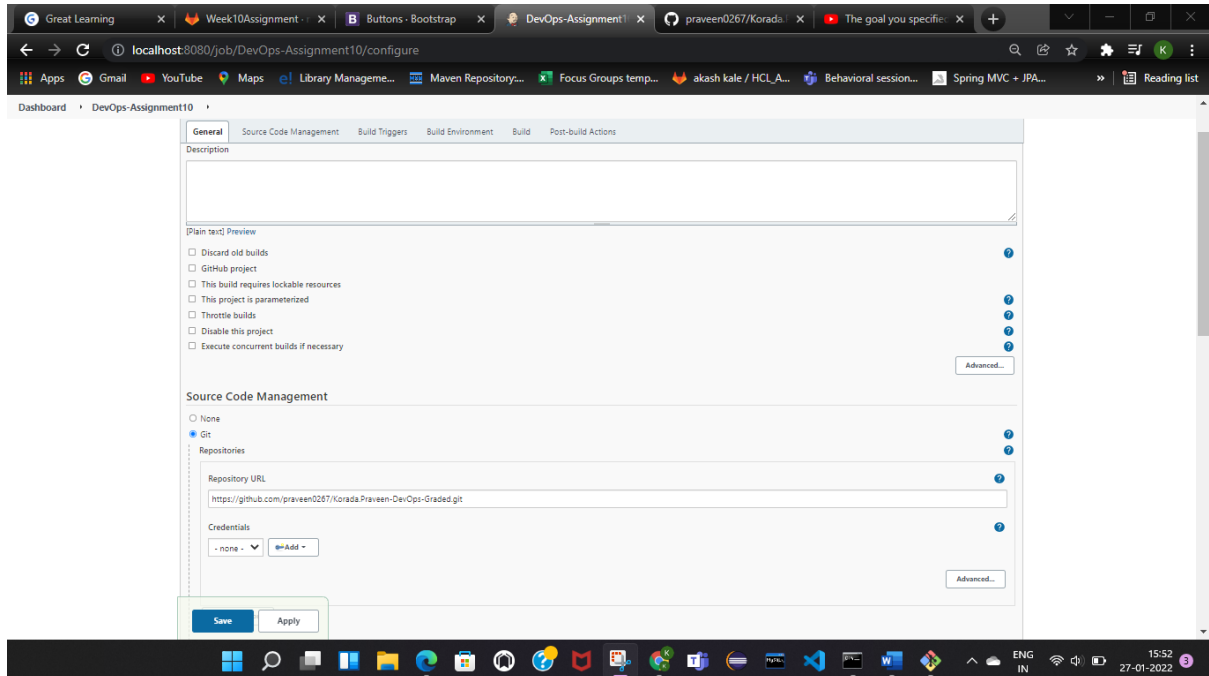 Great Learning
Week10Assignment · r
Buttons · Bootstrap
DevOps-Assignment1
praveen0267/Korada.
The goal you specified
localhost:8080/job/DevOps-Assignment10/configure
K
Apps Gmail YouTube Maps Library Manageme... Maven Repository:... Focus Groups temp... akash kale / HCL_A... Behavioral session... Spring MVC + JPA... » Reading list
Dashboard DevOps-Assignment10
General Source Code Management Build Triggers Build Environment Build Post-build Actions
Description
[Plain text] Preview
Discard old builds
GitHub project
This build requires lockable resources
This project is parameterized
Throttle builds
Disable this project
Execute concurrent builds if necessary
Advanced...
Source Code Management
None
Git
Repositories
Repository URL
https://github.com/praveen0267/Korada.Praveen-DevOps-Graded.git
Credentials
- none - Add
Advanced...
Save Apply
ENG
IN
15:52
27-01-2022
3